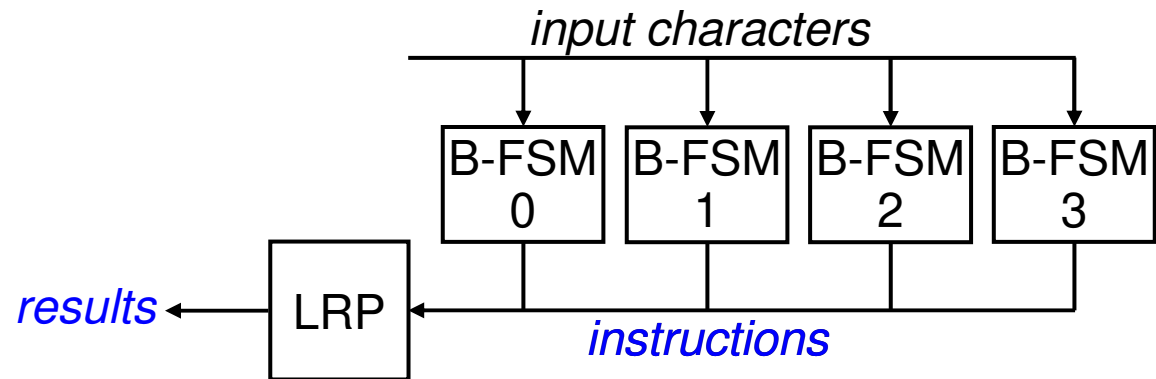 input characters
B-FSM
0
B-FSM
1
B-FSM
2
B-FSM
3
results
LRP
instructions